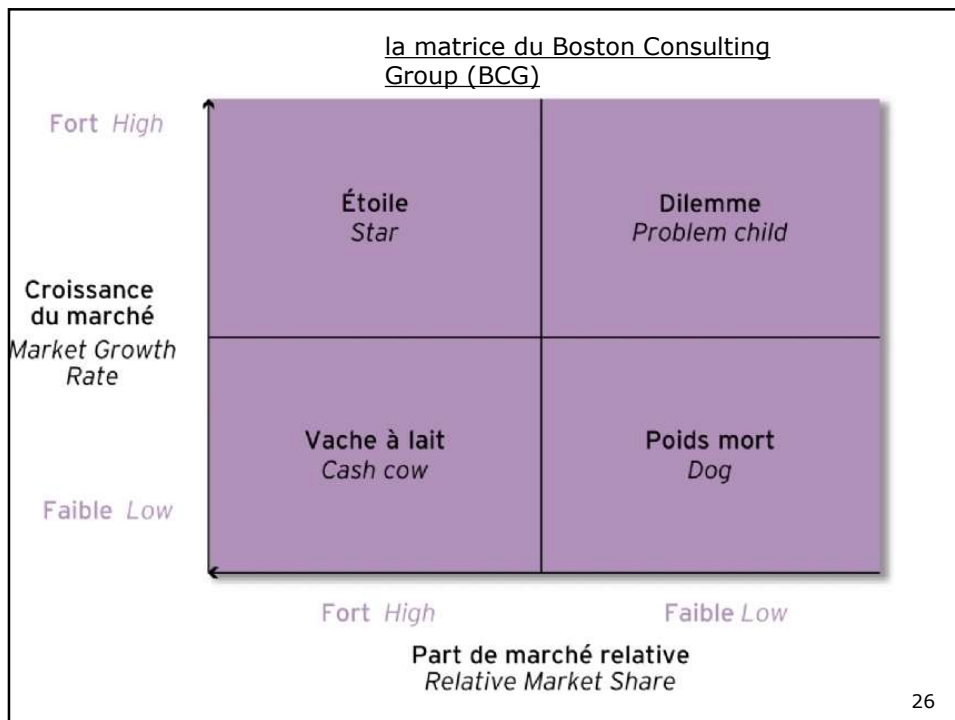 la matrice du Boston Consulting
Group (BCG)
Fort High
Étoile
Star
Dilemme
Problem child
Croissance
du marché
Market Growth
Rate
Vache à lait
Cash cow
Poids mort
Dog
Faible Low
Fort High
Faible Low
Part de marché relative
Relative Market Share
26